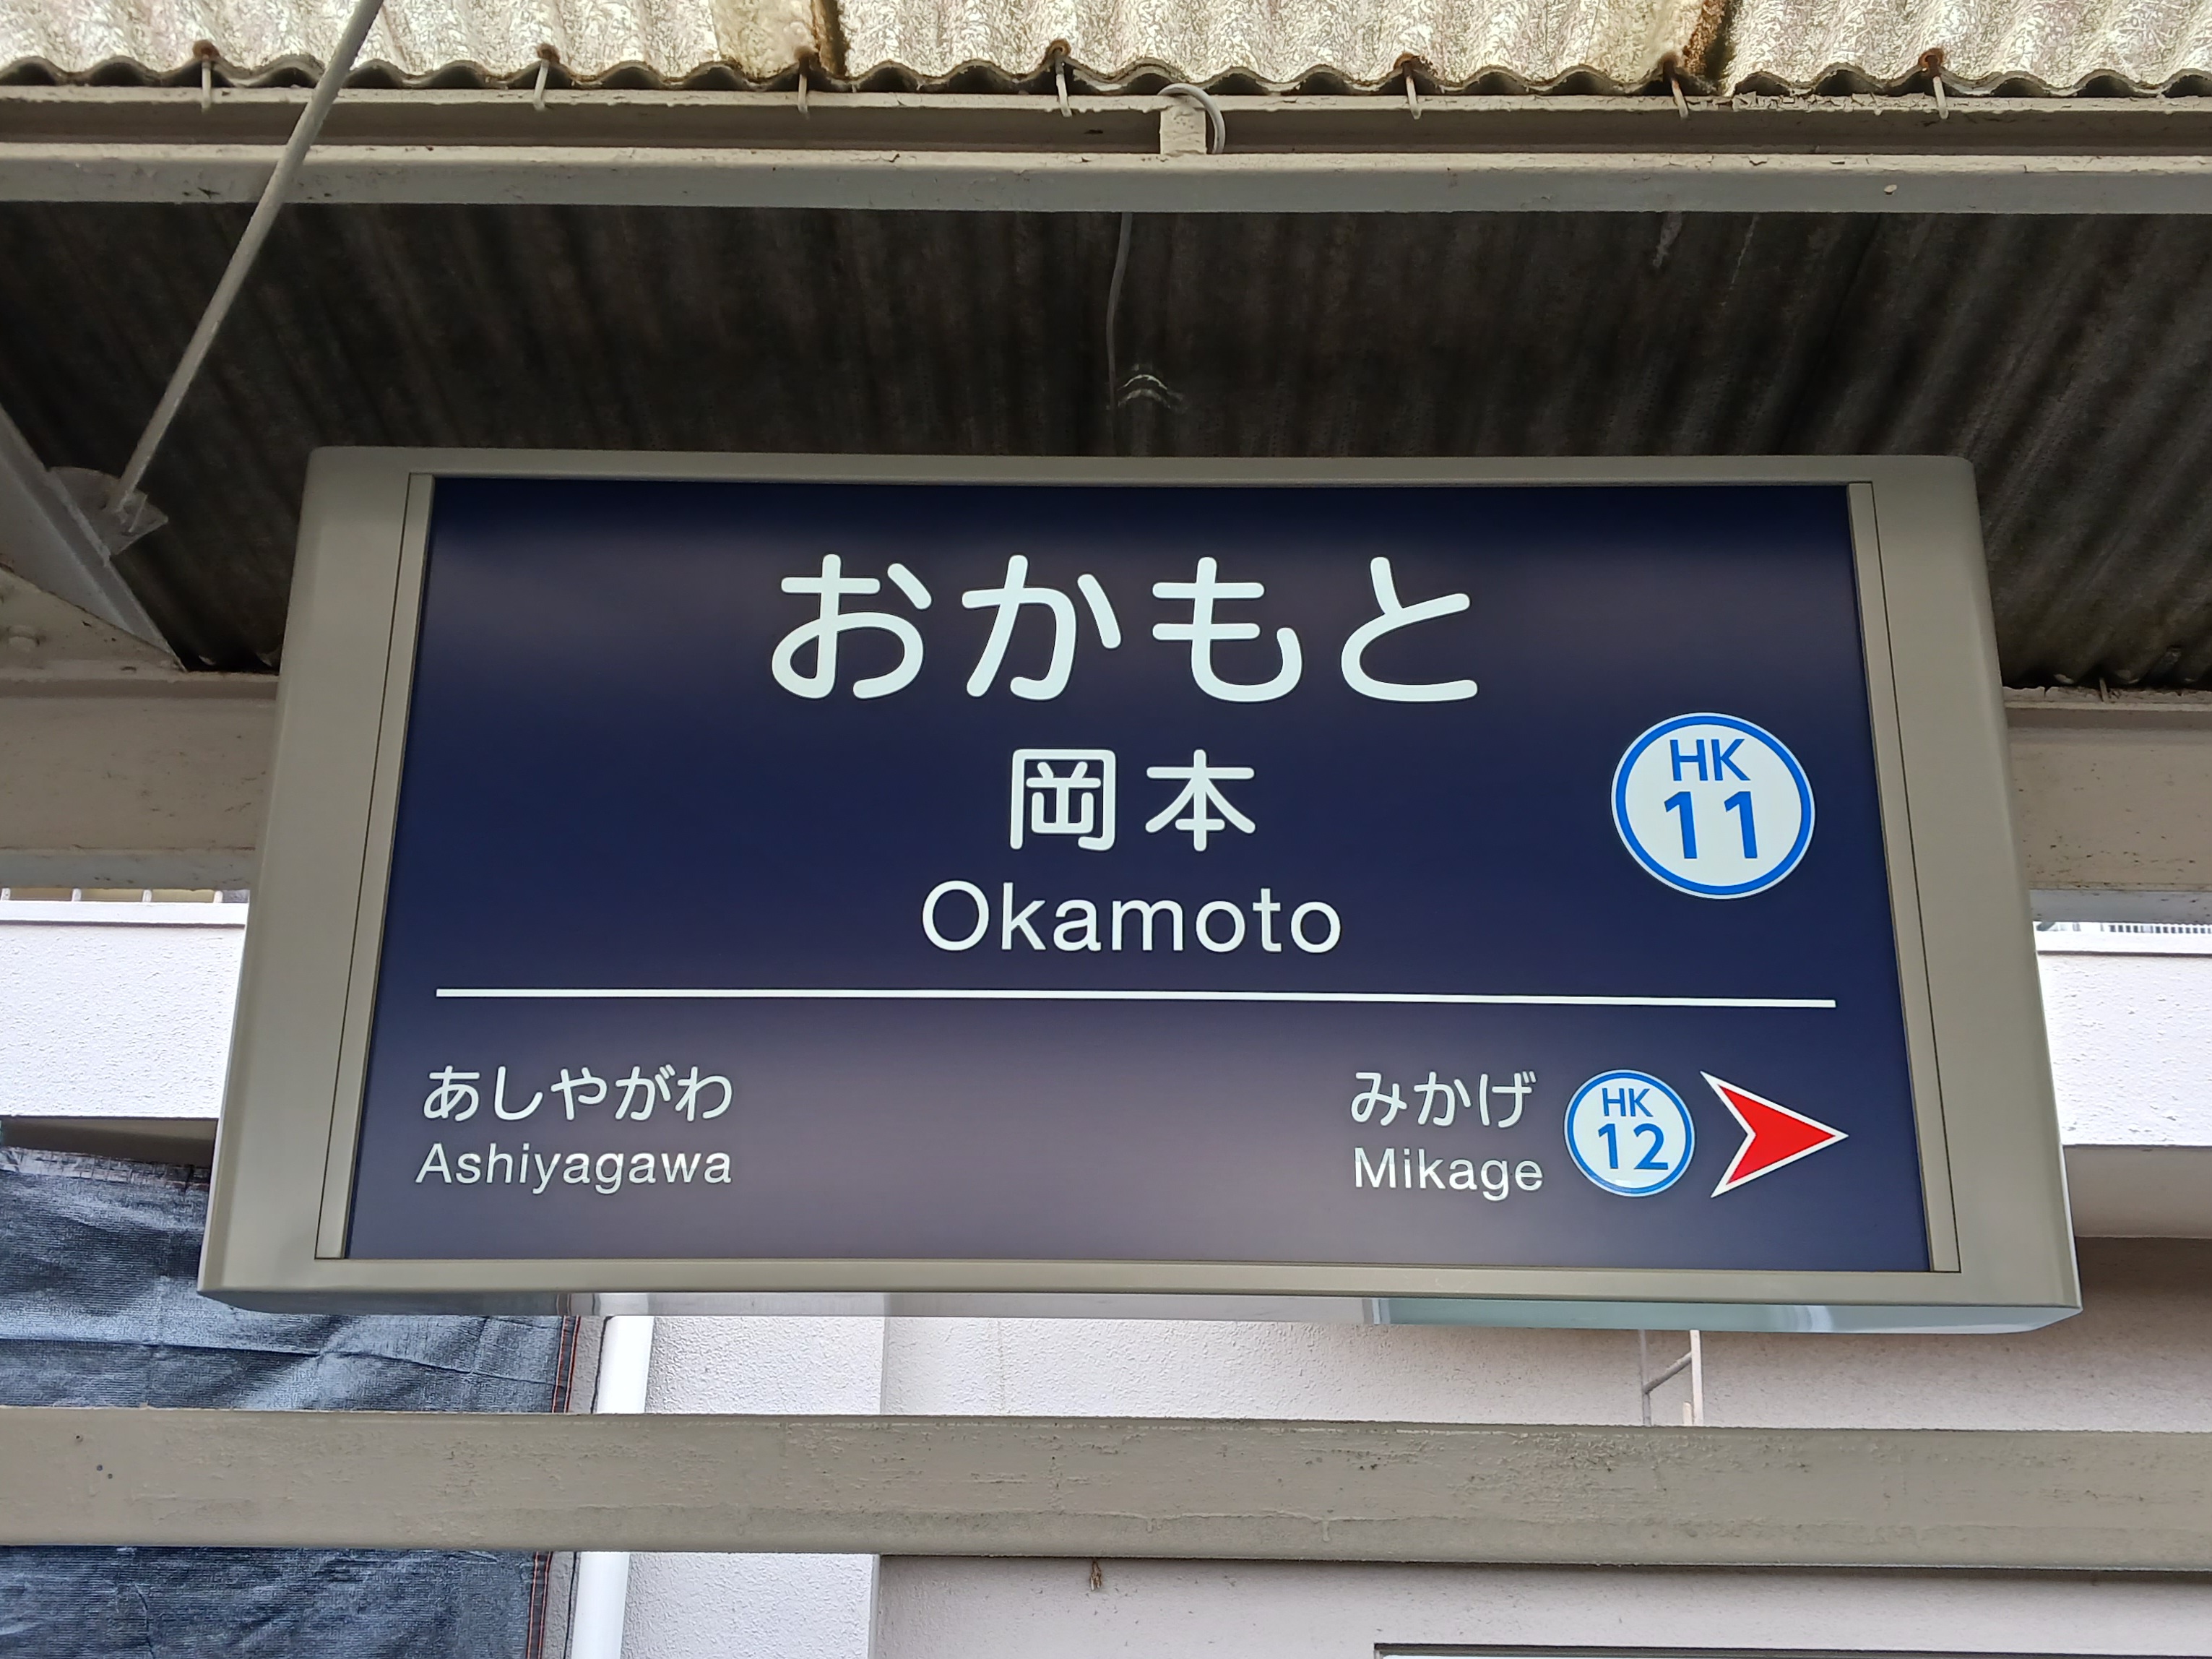 おかもと
岡本
HK
11
Okamoto
あしやがわ
Ashiyagawa
みかげ
Mikage
HK
12